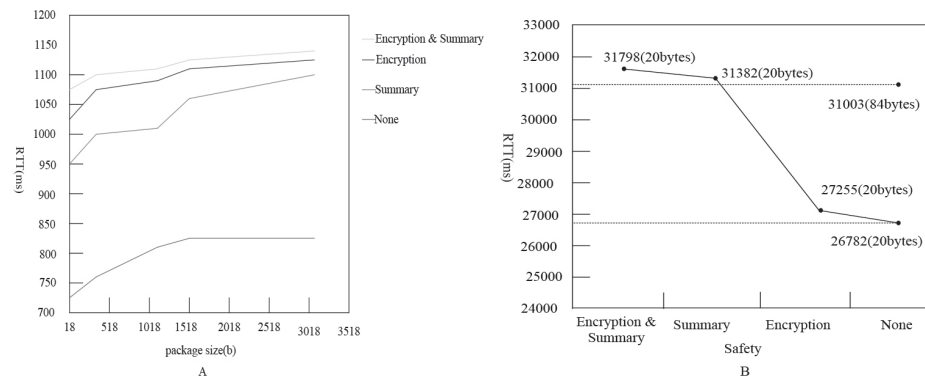 1200
1150
1100
1050
1000
950
900
850
800
750
700
RTT(ms)
18 518 1018 1518 2018 2518 3018 3518
package size(b)
A
Encryption & Summary
Encryption
Summary
None
33000
32000
31000
30000
29000
28000
27000
26000
25000
24000
RTT(ms)
31798(20bytes)
31382(20bytes)
31003(84bytes)
27255(20bytes)
26782(20bytes)
Encryption &
Summary
Summary
Encryption
None
Safety
B